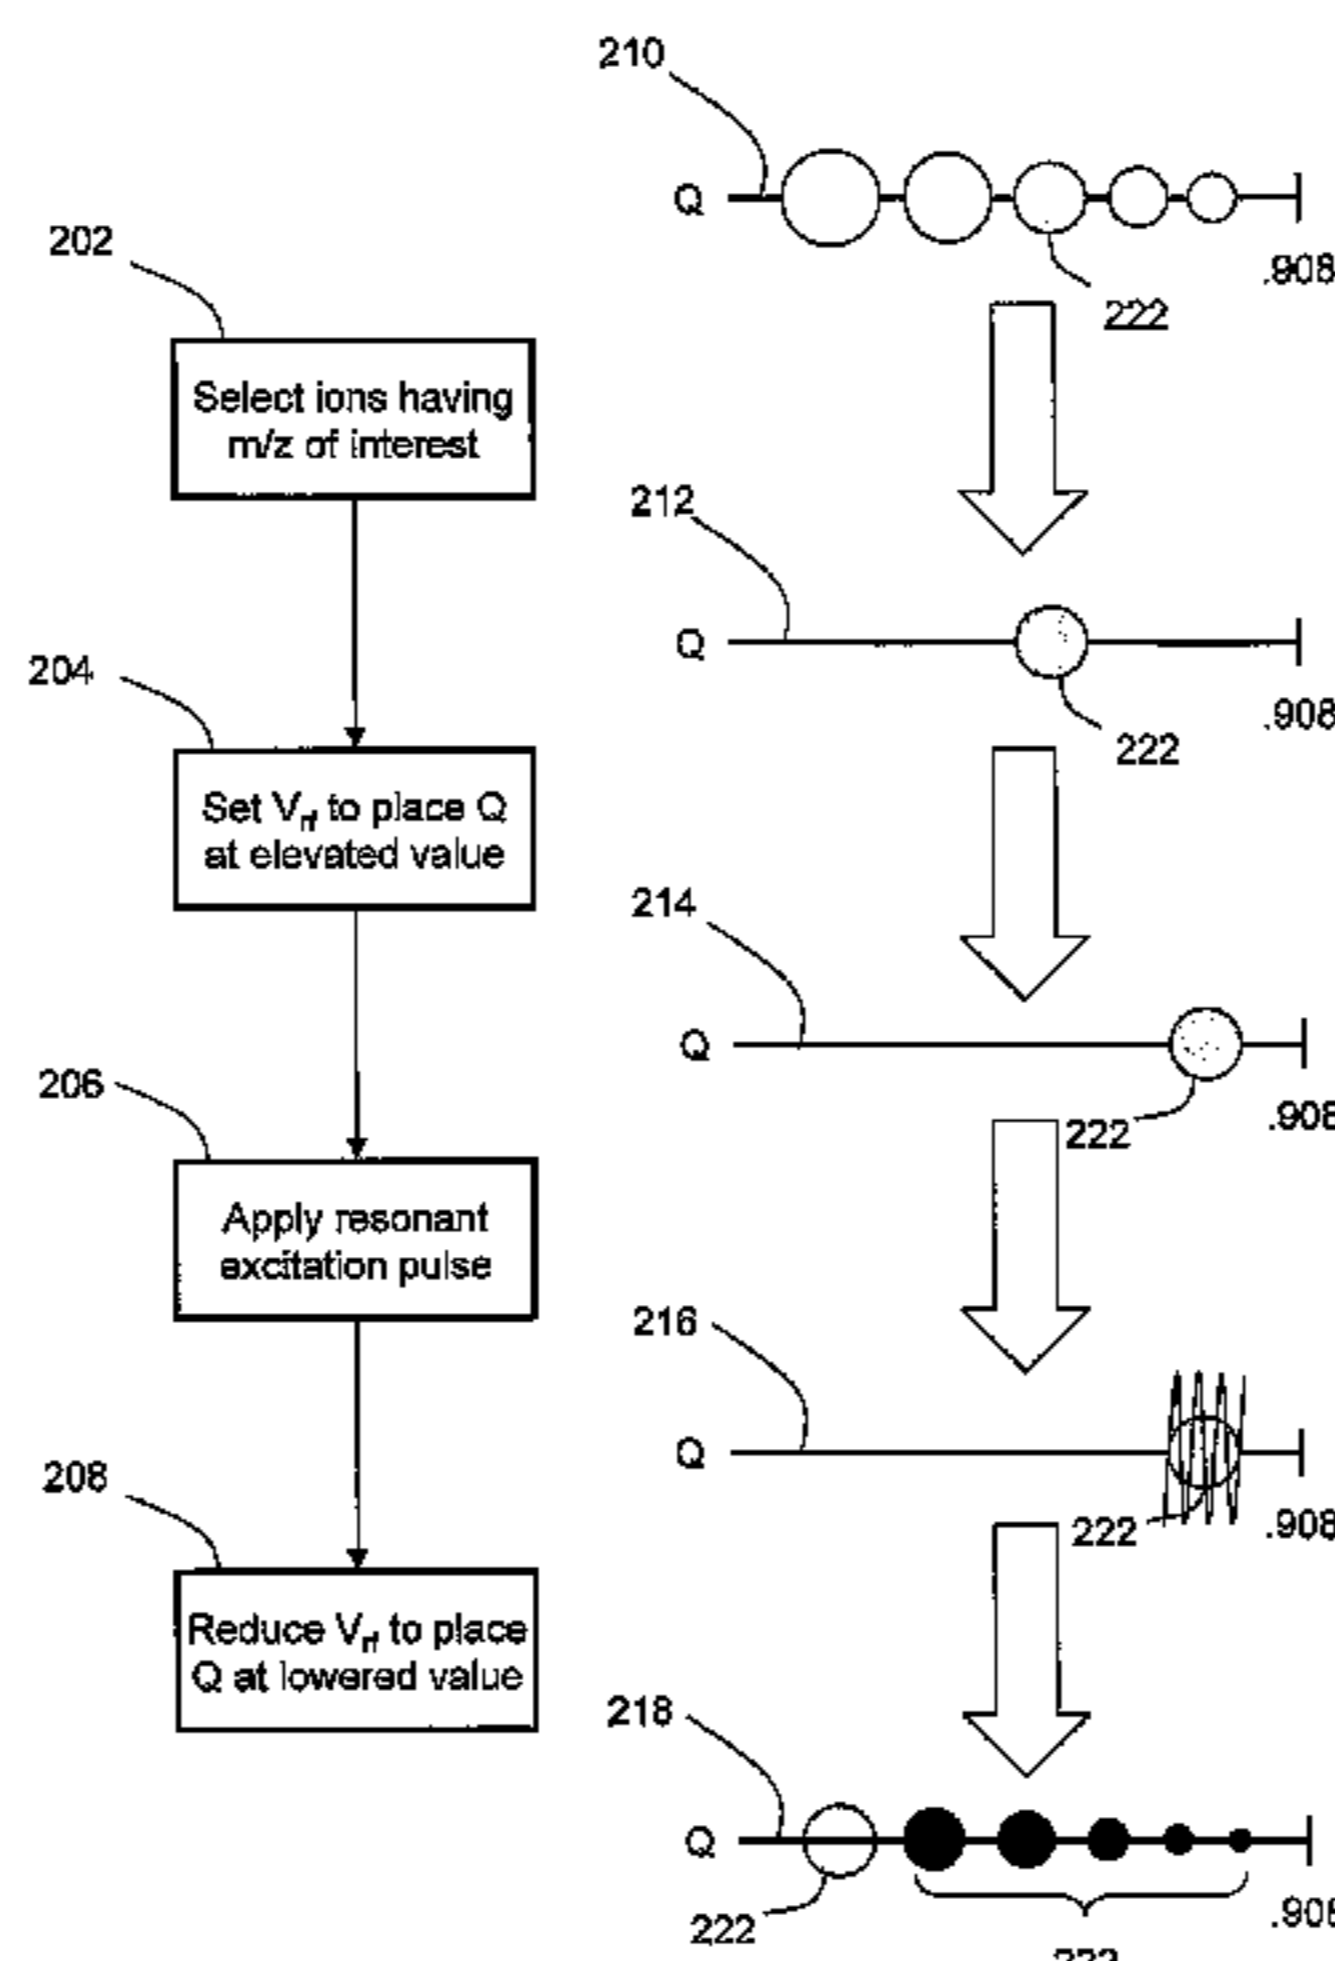 210
Q
.908
222
202
Select ions having
m/z of interest
212
Q
.908
222
204
Set Vrf to place Q
at elevated value
214
Q
.908
222
206
Apply resonant
excitation pulse
216
Q
.908
222
208
Reduce Vrf to place
Q at lowered value
218
Q
222